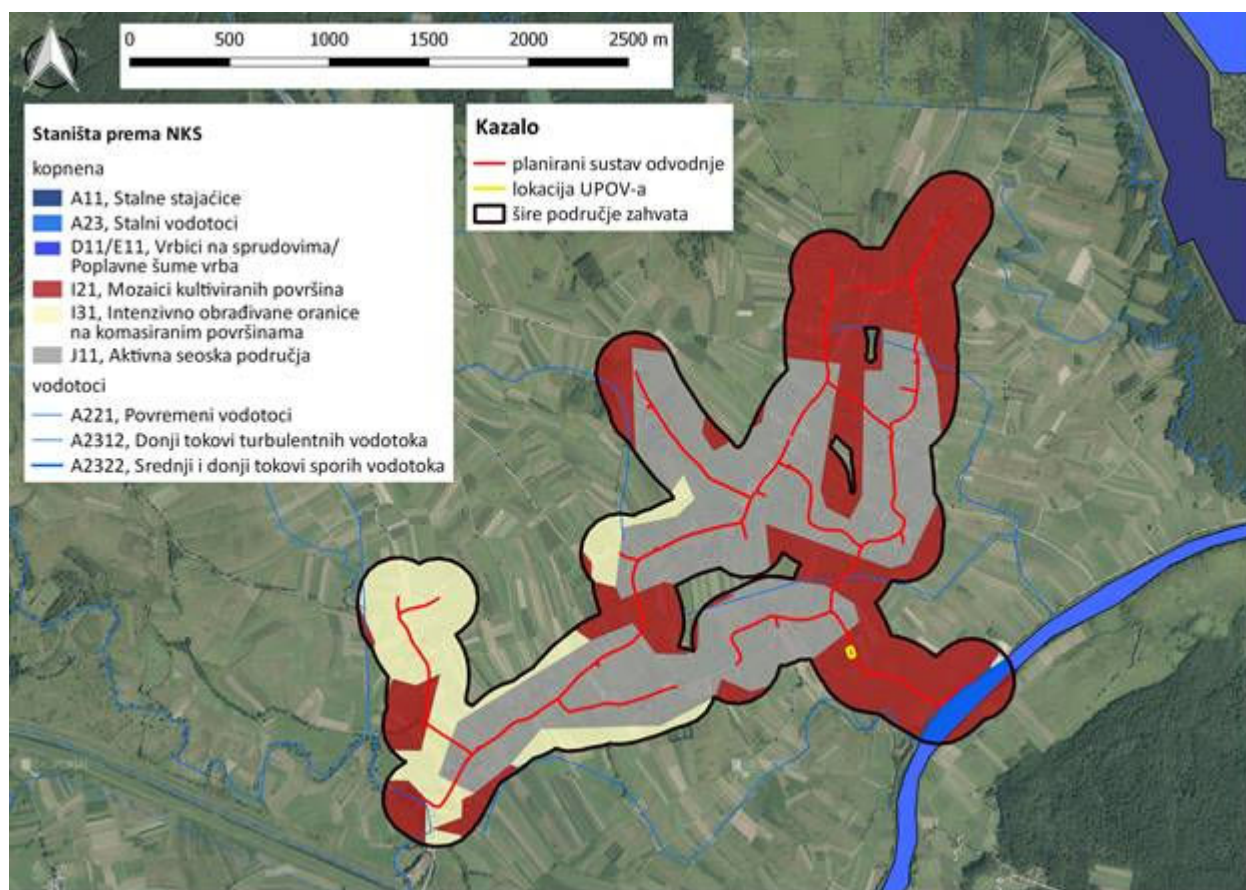 0 500 1000 1500 2000 2500 m
Staništa prema NKS
kopnena
A11, Stalne stajaćice
A23, Stalni vodotoci
D11/E11, Vrbici na sprudovima/
Poplavne šume vrba
I21, Mozaici kultiviranih površina
I31, Intenzivno obrađivane oranice
na komasiranim površinama
J11, Aktivna seoska područja
vodotoci
A221, Povremeni vodotoci
A2312, Donji tokovi turbulentnih vodotoka
A2322, Srednji i donji tokovi sporih vodotoka
Kazalo
planirani sustav odvodnje
lokacija UPOV-a
šire područje zahvata